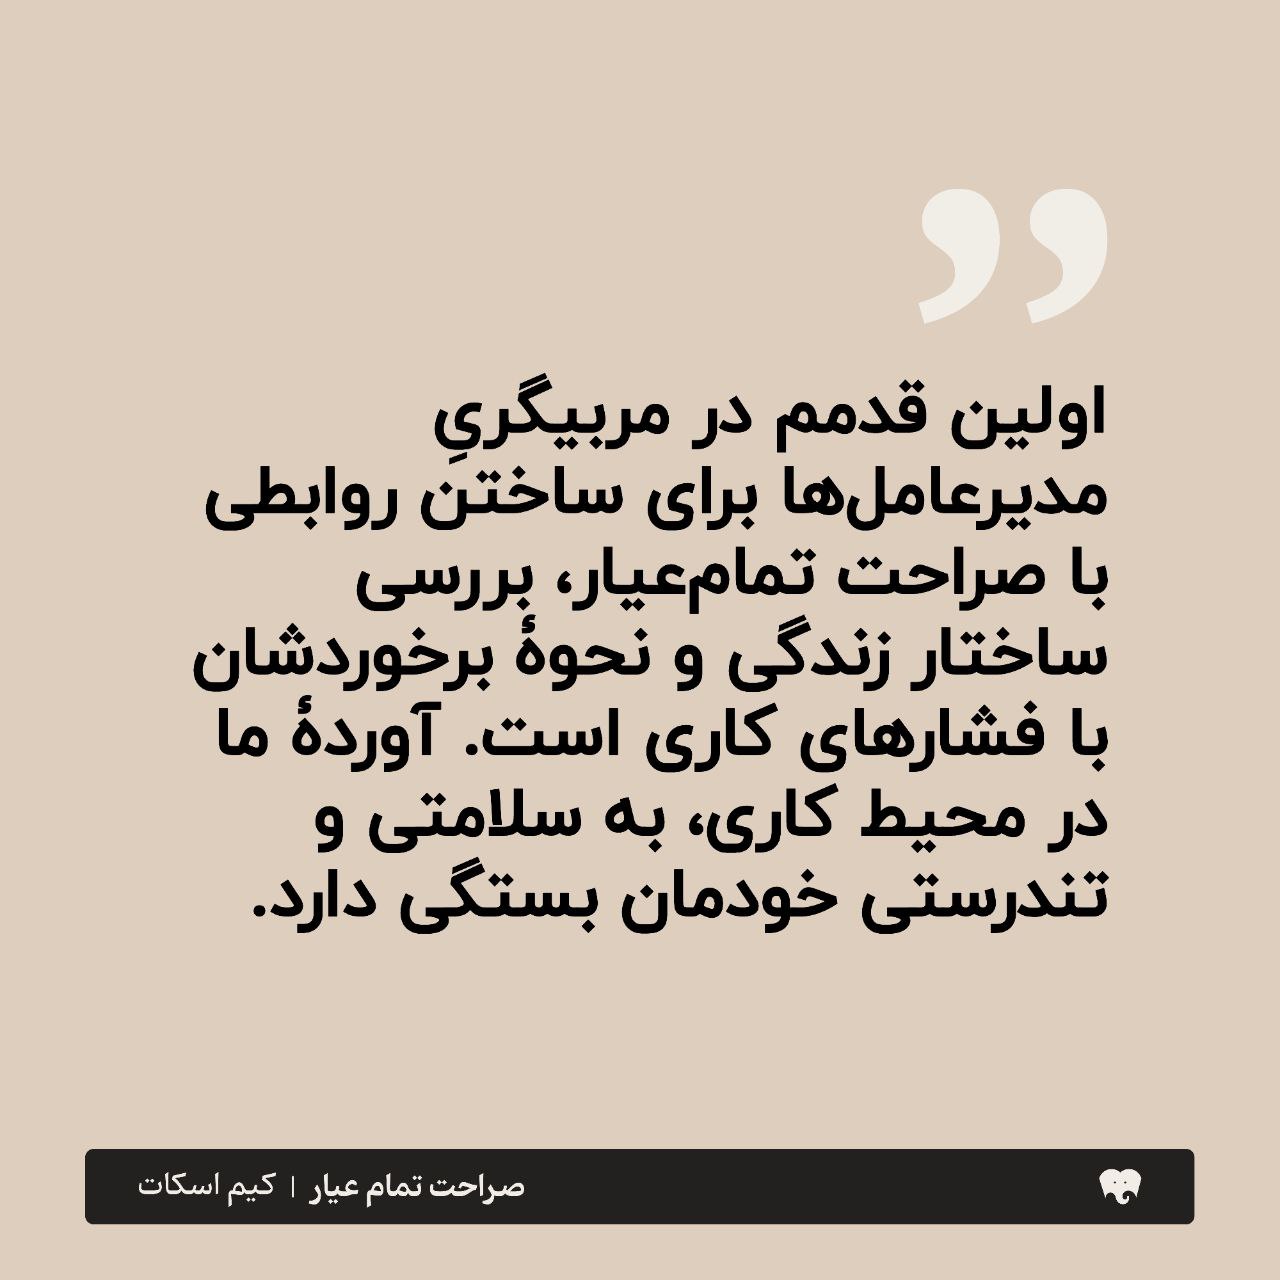 اولین قدمم در مربیگریِ
مدیرعامل‌ها برای ساختن روابطی
با صراحت تمام‌عیار، بررسی
ساختار زندگی و نحوهٔ برخوردشان
با فشارهای کاری است. آوردهٔ ما
در محیط کاری، به سلامتی و
تندرستی خودمان بستگی دارد.
صراحت تمام عیار | کیم اسکات